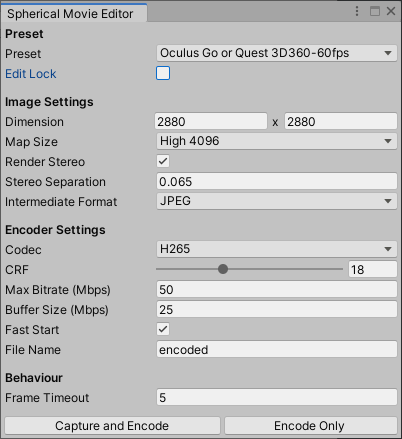 Spherical Movie Editor
Preset
Preset Oculus Go or Quest 3D360-60fps
Edit Lock
Image Settings
Dimension 2880 x 2880
Map Size High 4096
Render Stereo
Stereo Separation 0.065
Intermediate Format JPEG
Encoder Settings
Codec H265
CRF 18
Max Bitrate (Mbps) 50
Buffer Size (Mbps) 25
Fast Start
File Name encoded
Behaviour
Frame Timeout 5
Capture and Encode Encode Only